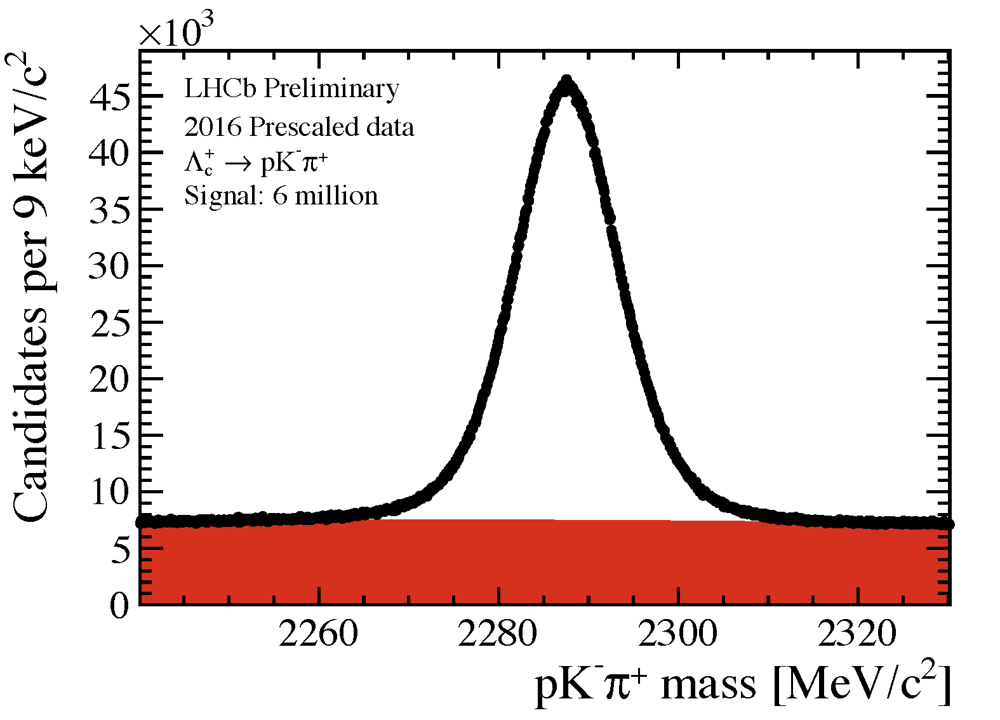 ×10³
Candidates per 9 keV/c²
45
40
35
30
25
20
15
10
5
0
LHCb Preliminary
2016 Prescaled data
Λc⁺ → pK⁻π⁺
Signal: 6 million
2260 2280 2300 2320
pK⁻π⁺ mass [MeV/c²]